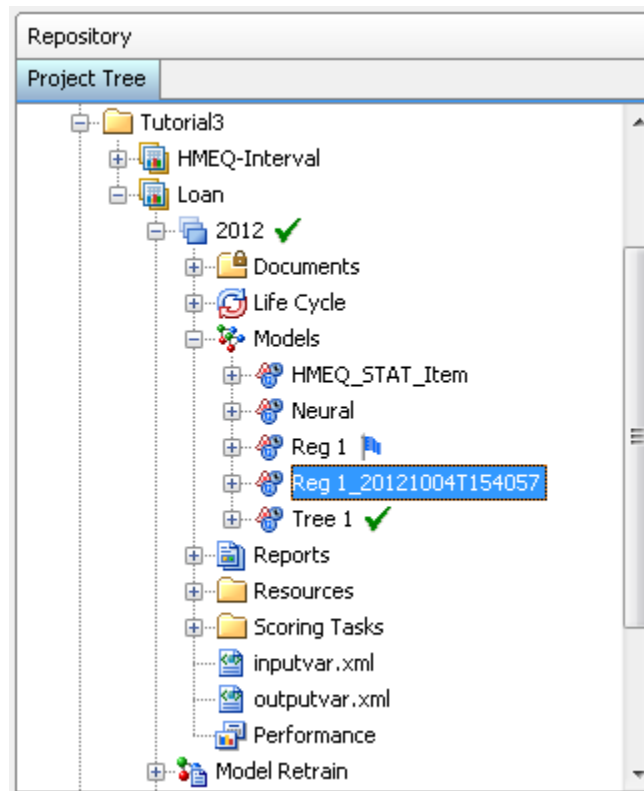 Repository
Project Tree
Tutorial3
HMEQ-Interval
Loan
2012
Documents
Life Cycle
Models
HMEQ_STAT_Item
Neural
Reg 1
Reg 1_20121004T154057
Tree 1
Reports
Resources
Scoring Tasks
inputvar.xml
outputvar.xml
Performance
Model Retrain